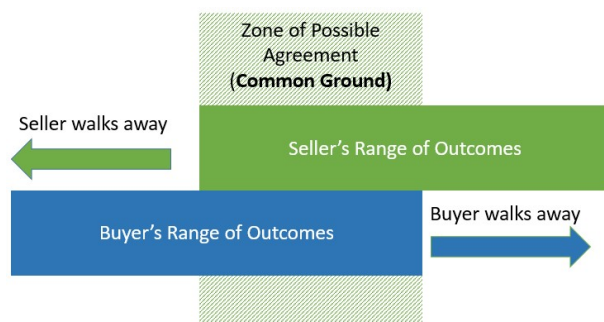 Zone of Possible
Agreement
(Common Ground)
Seller walks away
Seller’s Range of Outcomes
Buyer’s Range of Outcomes
Buyer walks away